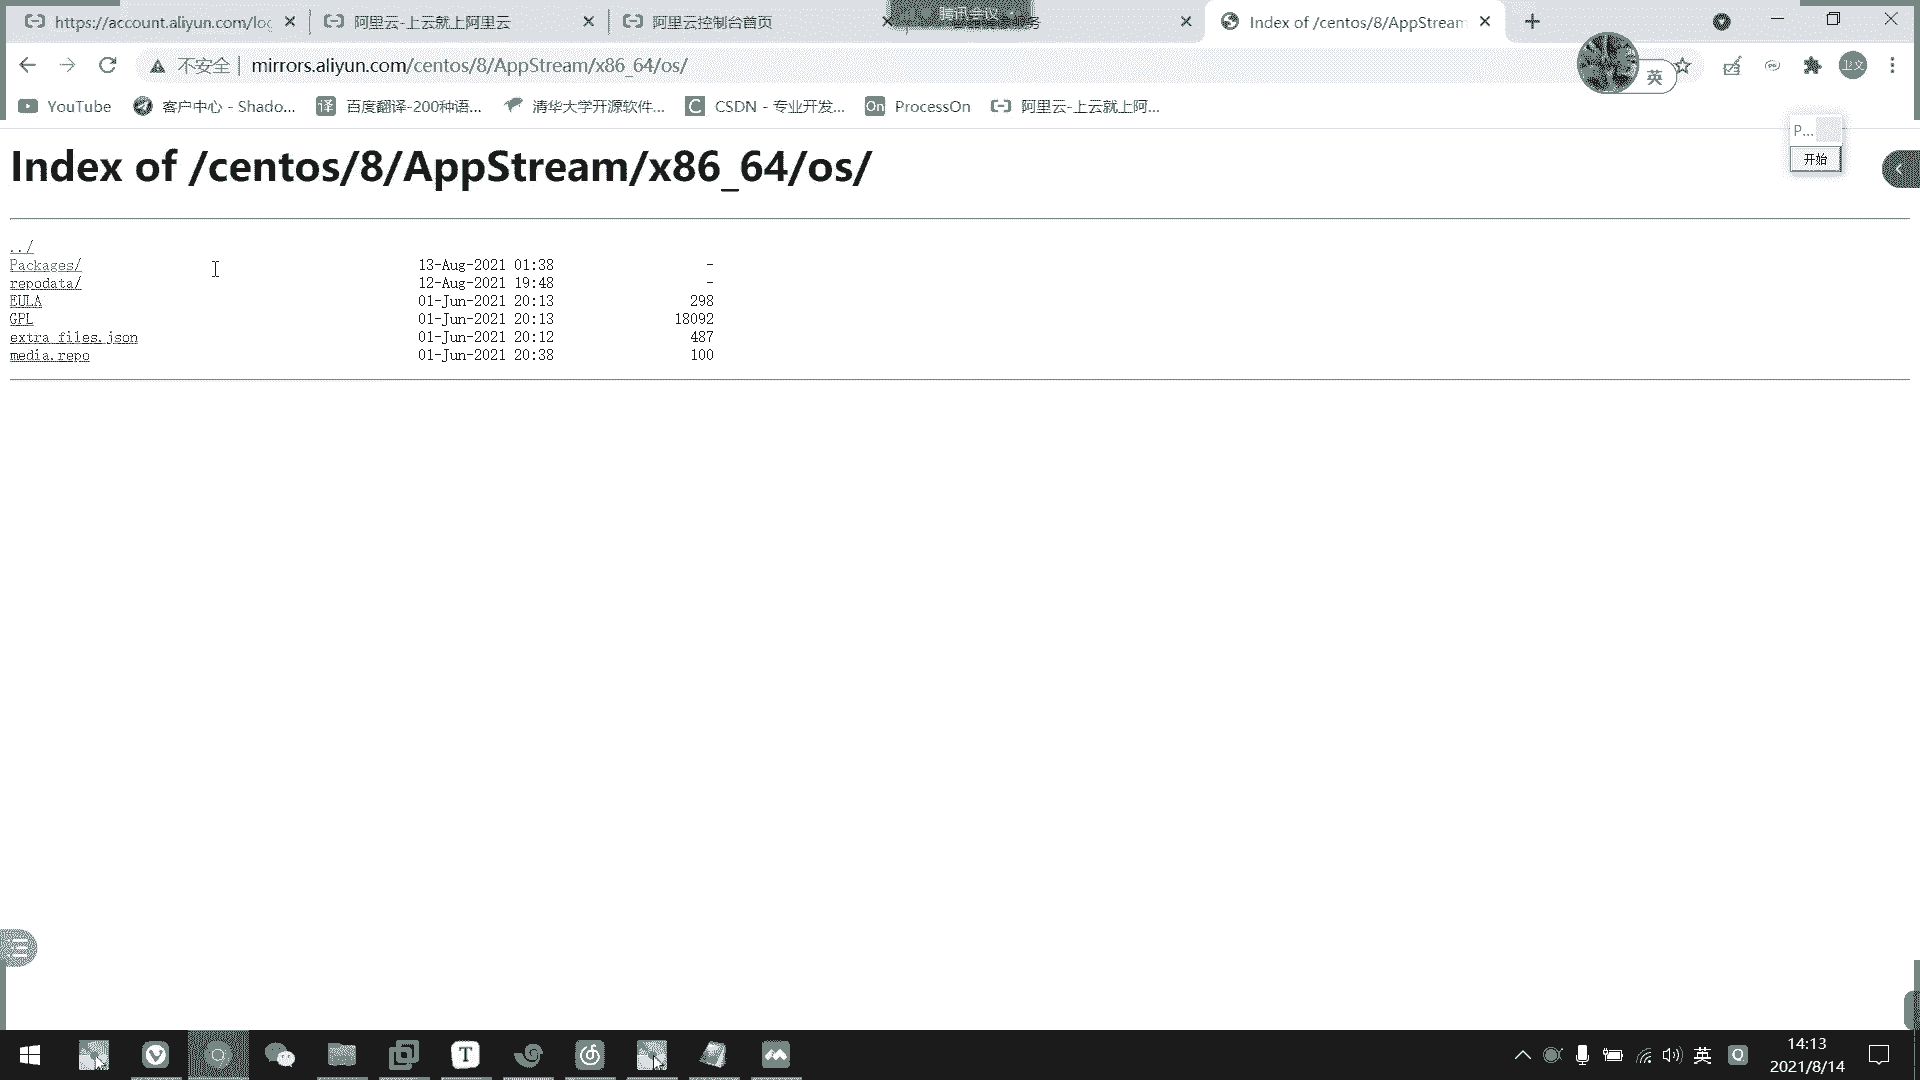 https://account.aliyun.com/log
阿里云-上云就上阿里云
阿里云控制台首页
腾讯会议
Index of /centos/8/AppStream
不安全
mirrors.aliyun.com/centos/8/AppStream/x86_64/os/
英
卫文
YouTube
客户中心 - Shado...
译 百度翻译-200种语...
清华大学开源软件...
C CSDN - 专业开发...
On ProcessOn
阿里云-上云就上阿...
P...
开始
Index of /centos/8/AppStream/x86_64/os/
../
Packages/ 13-Aug-2021 01:38 -
repodata/ 12-Aug-2021 19:48 -
EULA 01-Jun-2021 20:13 298
GPL 01-Jun-2021 20:13 18092
extra_files.json 01-Jun-2021 20:12 487
media.repo 01-Jun-2021 20:38 100
T
英
Q
14:13
2021/8/14